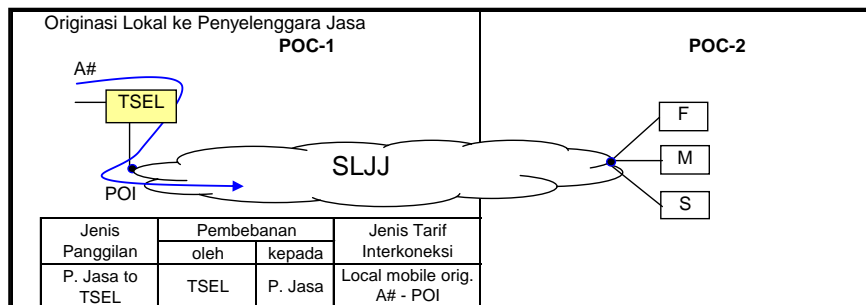 Originasi Lokal ke Penyelenggara Jasa
POC-1
POC-2
A#
TSEL
F
SLJJ
M
POI
S
Jenis Panggilan
Pembebanan
oleh
kepada
Jenis Tarif Interkoneksi
P. Jasa to TSEL
TSEL
P. Jasa
Local mobile orig. A# - POI